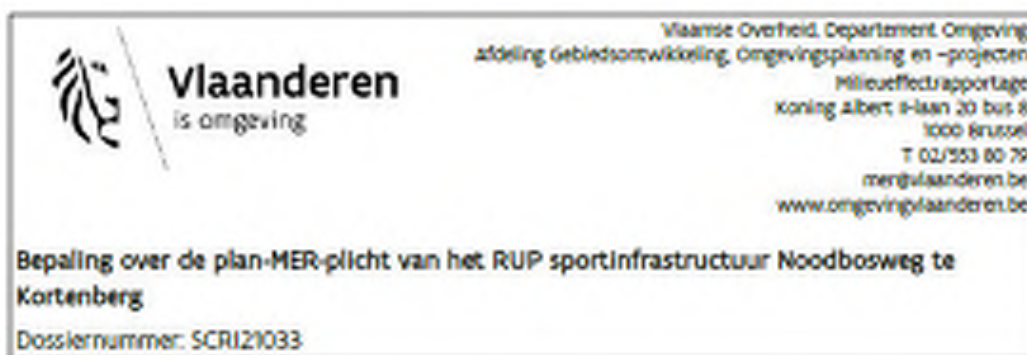 Vlaanderen
is omgeving
Vlaamse Overheid, Departement Omgeving
Afdeling Gebiedsontwikkeling, Omgevingsplanning en –projecten
Milieueffectrapportage
Koning Albert II-laan 20 bus 8
1000 Brussel
T 02/553 80 79
mer@vlaanderen.be
www.omgevingvlaanderen.be
Bepaling over de plan-MER-plicht van het RUP sportinfrastructuur Noodbosweg te
Kortenberg
Dossiernummer: SCRI21033